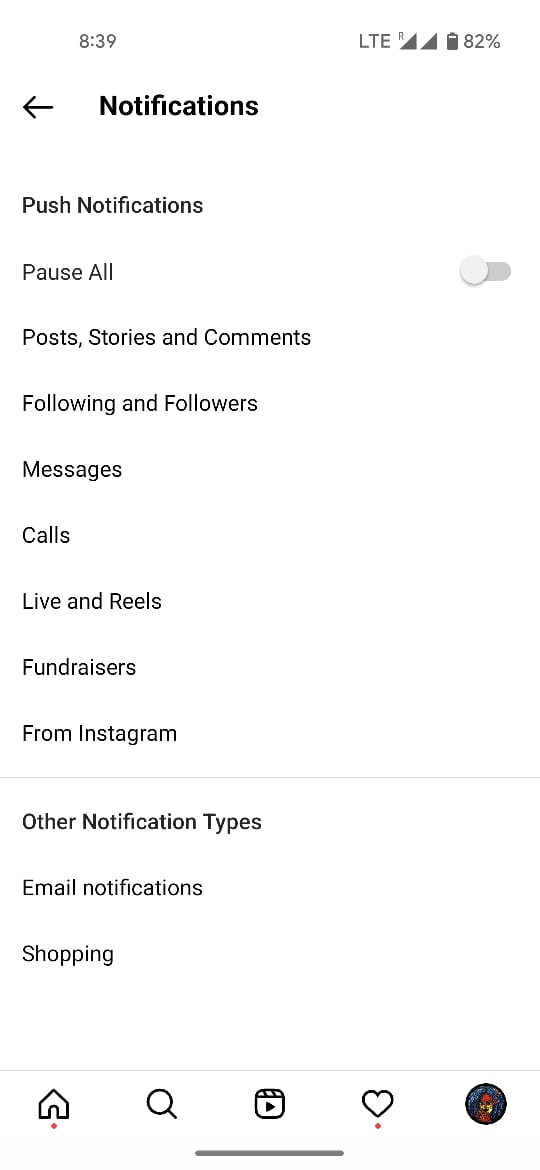 8:39
LTE R 82%
Notifications
Push Notifications
Pause All
Posts, Stories and Comments
Following and Followers
Messages
Calls
Live and Reels
Fundraisers
From Instagram
Other Notification Types
Email notifications
Shopping